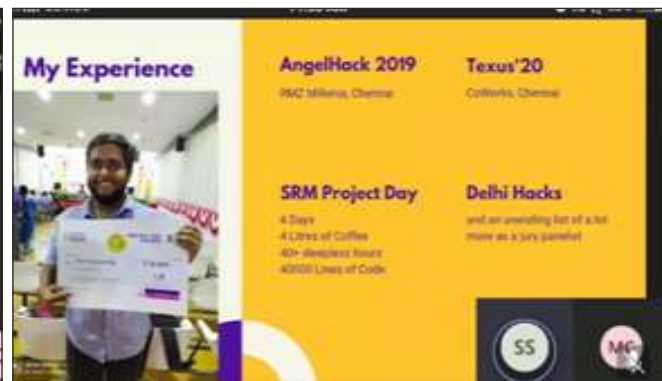 My Experience
AngelHack 2019
RMZ Millenia, Chennai
Texus'20
CoWorks, Chennai
SRM Project Day
4 Days
4 Litres of Coffee
40+ sleepless hours
40000 Lines of Code
Delhi Hacks
and an unending list of a lot
more as a jury panelist
SS
MG